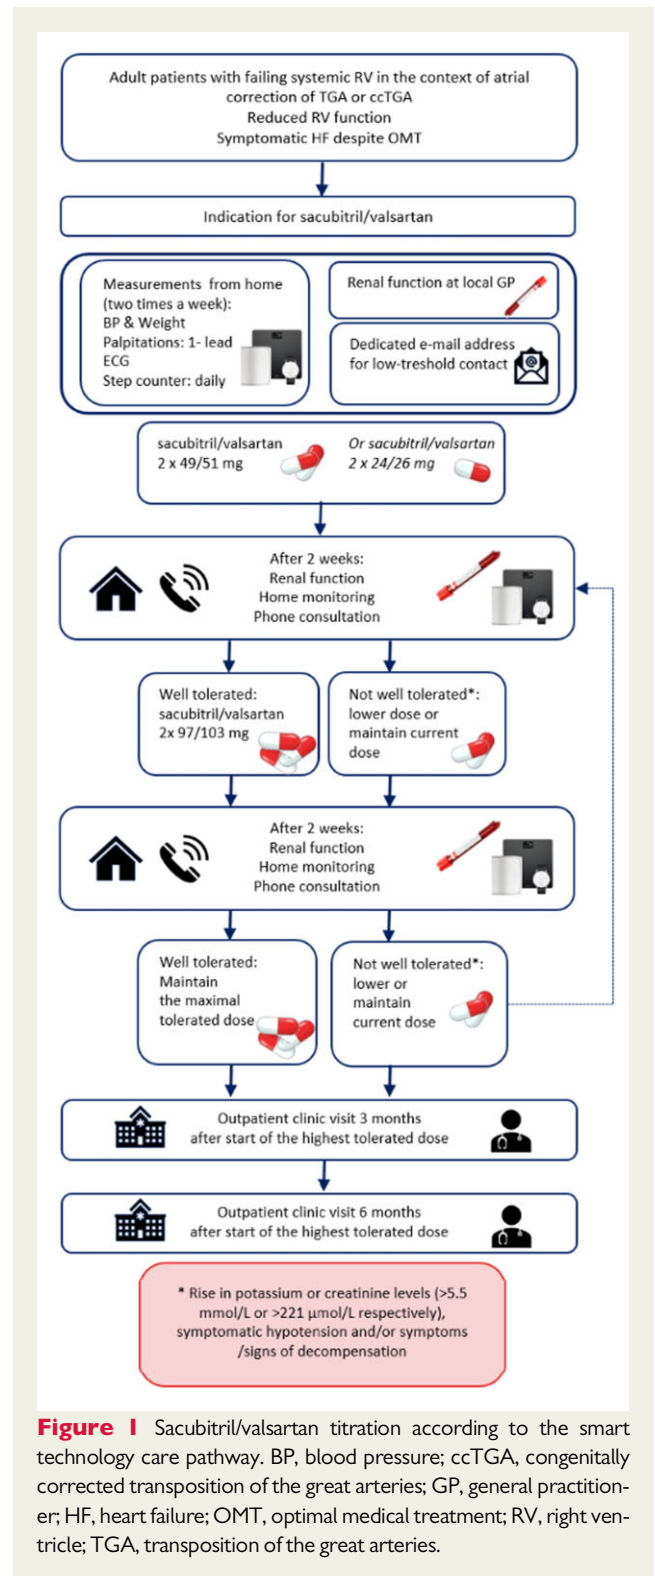 Adult patients with failing systemic RV in the context of atrial
correction of TGA or ccTGA
Reduced RV function
Symptomatic HF despite OMT
Indication for sacubitril/valsartan
Measurements from home
(two times a week):
BP & Weight
Palpitations: 1- lead
ECG
Step counter: daily
Renal function at local GP
Dedicated e-mail address
for low-treshold contact
sacubitril/valsartan
2 x 49/51 mg
Or sacubitril/valsartan
2 x 24/26 mg
After 2 weeks:
Renal function
Home monitoring
Phone consultation
Well tolerated:
sacubitril/valsartan
2x 97/103 mg
Not well tolerated*:
lower dose or
maintain current
dose
After 2 weeks:
Renal function
Home monitoring
Phone consultation
Well tolerated:
Maintain
the maximal
tolerated dose
Not well tolerated*:
lower or
maintain
current dose
Outpatient clinic visit 3 months
after start of the highest tolerated dose
Outpatient clinic visit 6 months
after start of the highest tolerated dose
* Rise in potassium or creatinine levels (>5.5
mmol/L or >221 µmol/L respectively),
symptomatic hypotension and/or symptoms
/signs of decompensation
Figure 1 Sacubitril/valsartan titration according to the smart
technology care pathway. BP, blood pressure; ccTGA, congenitally
corrected transposition of the great arteries; GP, general practition-
er; HF, heart failure; OMT, optimal medical treatment; RV, right ven-
tricle; TGA, transposition of the great arteries.